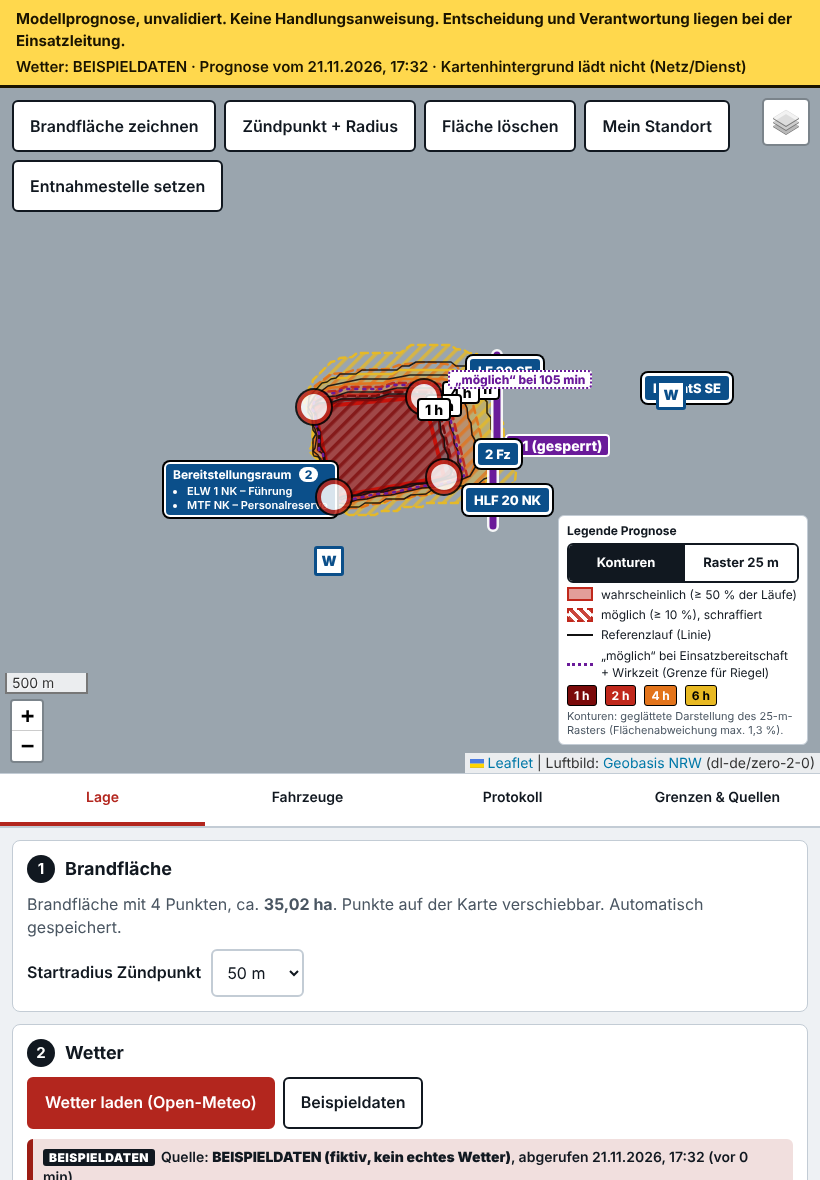 Modellprognose, unvalidiert. Keine Handlungsanweisung. Entscheidung und Verantwortung liegen bei der
Einsatzleitung.
Wetter: BEISPIELDATEN · Prognose vom 21.11.2026, 17:32 · Kartenhintergrund lädt nicht (Netz/Dienst)
Brandfläche zeichnen
Zündpunkt + Radius
Fläche löschen
Mein Standort
Entnahmestelle setzen
„möglich“ bei 105 min
1 h
SE
W
1 (gesperrt)
2 Fz
Bereitstellungsraum 2
• ELW 1 NK – Führung
• MTF NK –
HLF 20 NK
W
Legende Prognose
Konturen
Raster 25 m
wahrscheinlich (≥ 50 % der Läufe)
möglich (≥ 10 %), schraffiert
Referenzlauf (Linie)
„möglich“ bei Einsatzbereitschaft
+ Wirkzeit (Grenze für Riegel)
1 h 2 h 4 h 6 h
Konturen: geglättete Darstellung des 25-m-
Rasters (Flächenabweichung max. 1,3 %).
500 m
+
−
Leaflet | Luftbild: Geobasis NRW (dl-de/zero-2-0)
Lage
Fahrzeuge
Protokoll
Grenzen & Quellen
1 Brandfläche
Brandfläche mit 4 Punkten, ca. 35,02 ha. Punkte auf der Karte verschiebbar. Automatisch
gespeichert.
Startradius Zündpunkt 50 m
2 Wetter
Wetter laden (Open-Meteo)
Beispieldaten
BEISPIELDATEN Quelle: BEISPIELDATEN (fiktiv, kein echtes Wetter), abgerufen 21.11.2026, 17:32 (vor 0
min)